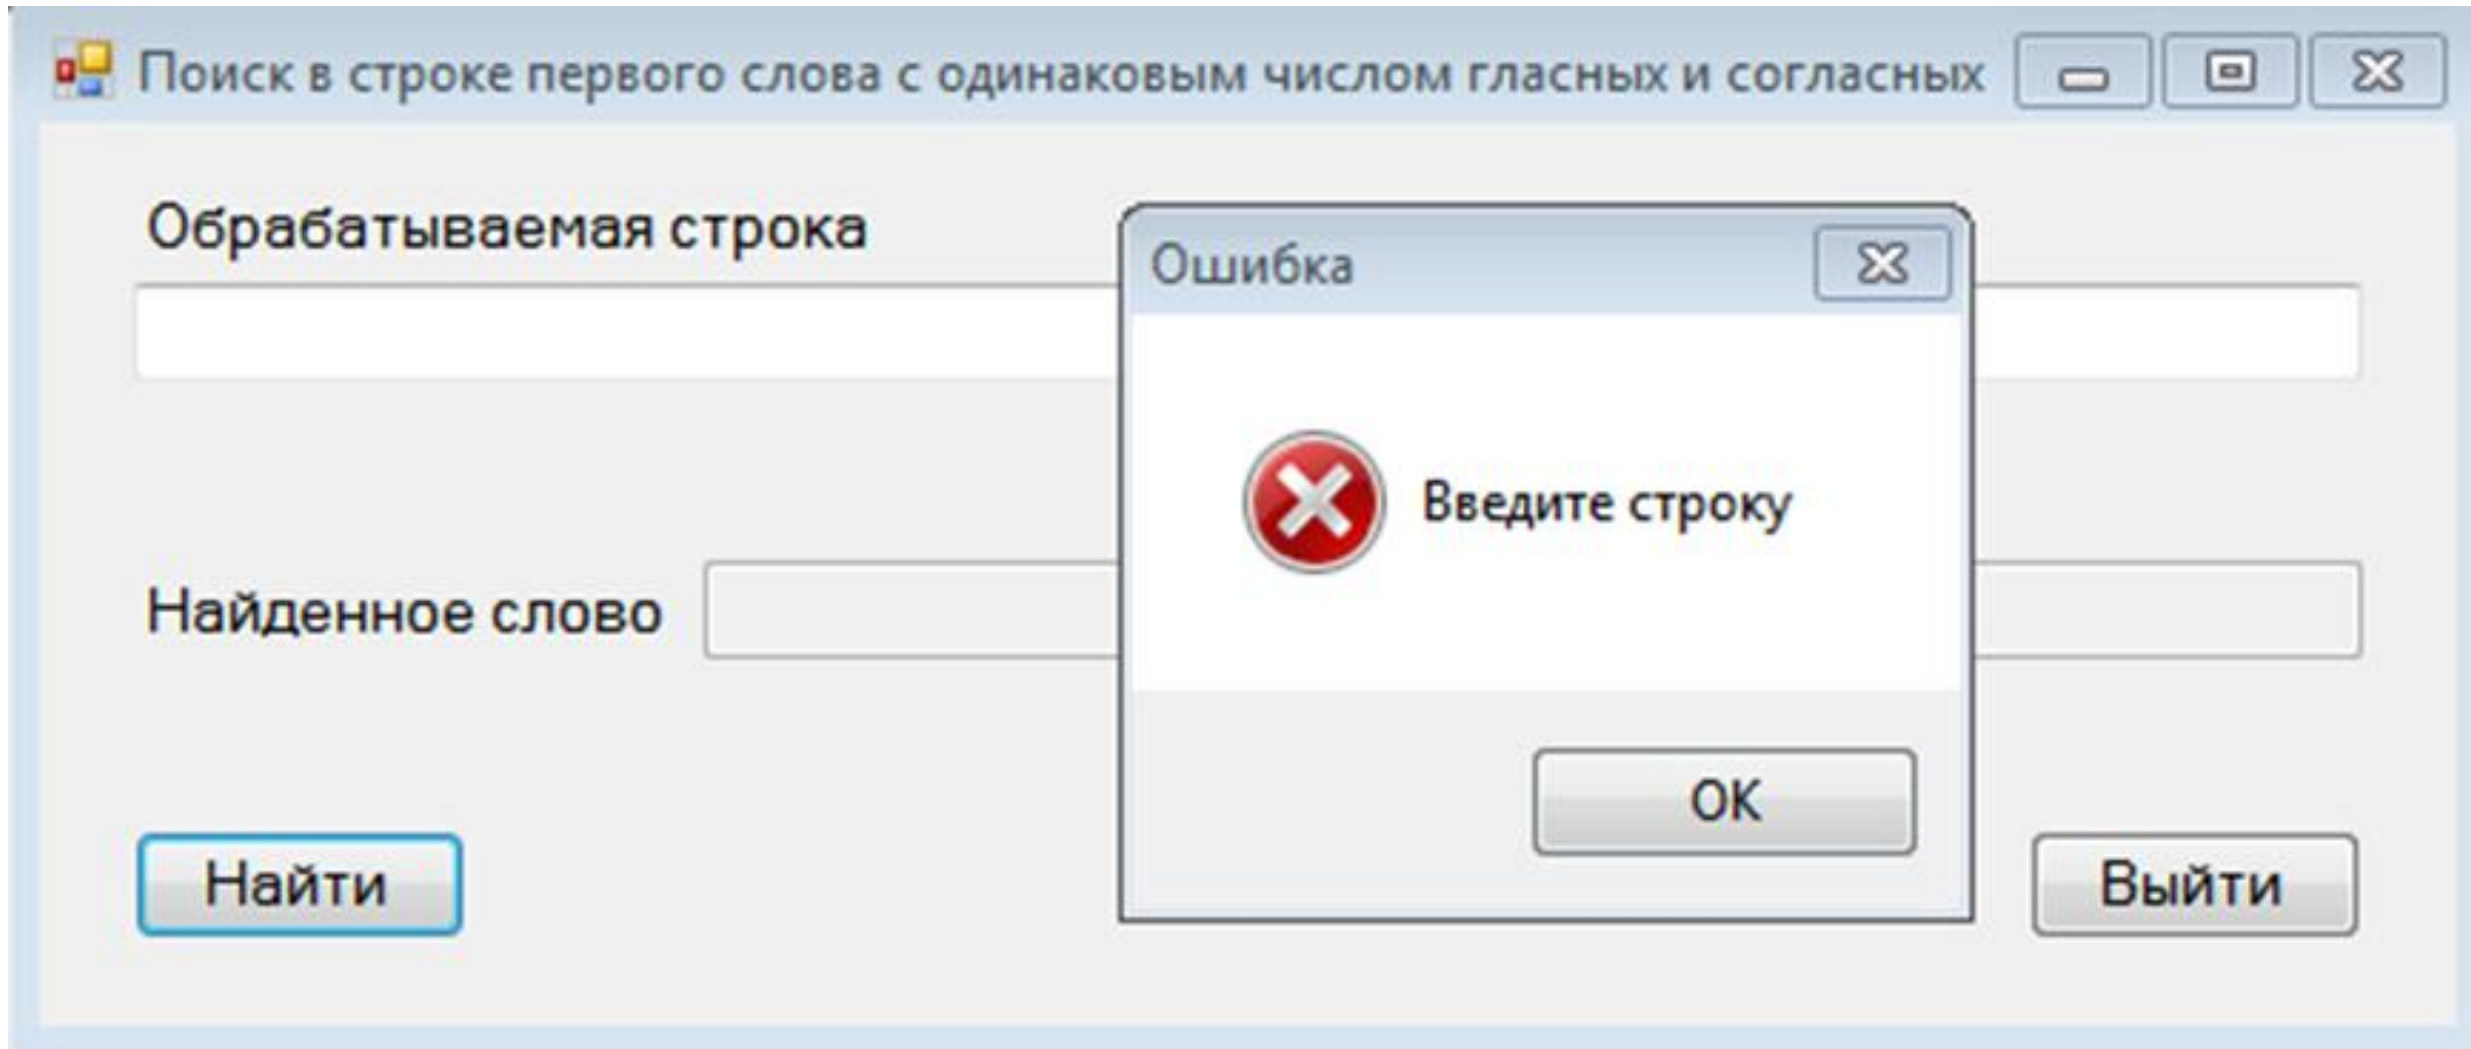 Поиск в строке первого слова с одинаковым числом гласных и согласных
Обрабатываемая строка
Ошибка
Введите строку
Найденное слово
OK
Найти
Выйти